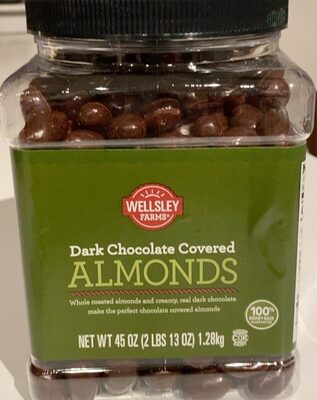 WELLSLEY
FARMS®
Dark Chocolate Covered
ALMONDS
Whole roasted almonds and creamy, real dark chocolate
make the perfect chocolate covered almonds
100%
MONEY-BACK
GUARANTEE
NET WT 45 OZ (2 LBS 13 OZ) 1.28kg
COR